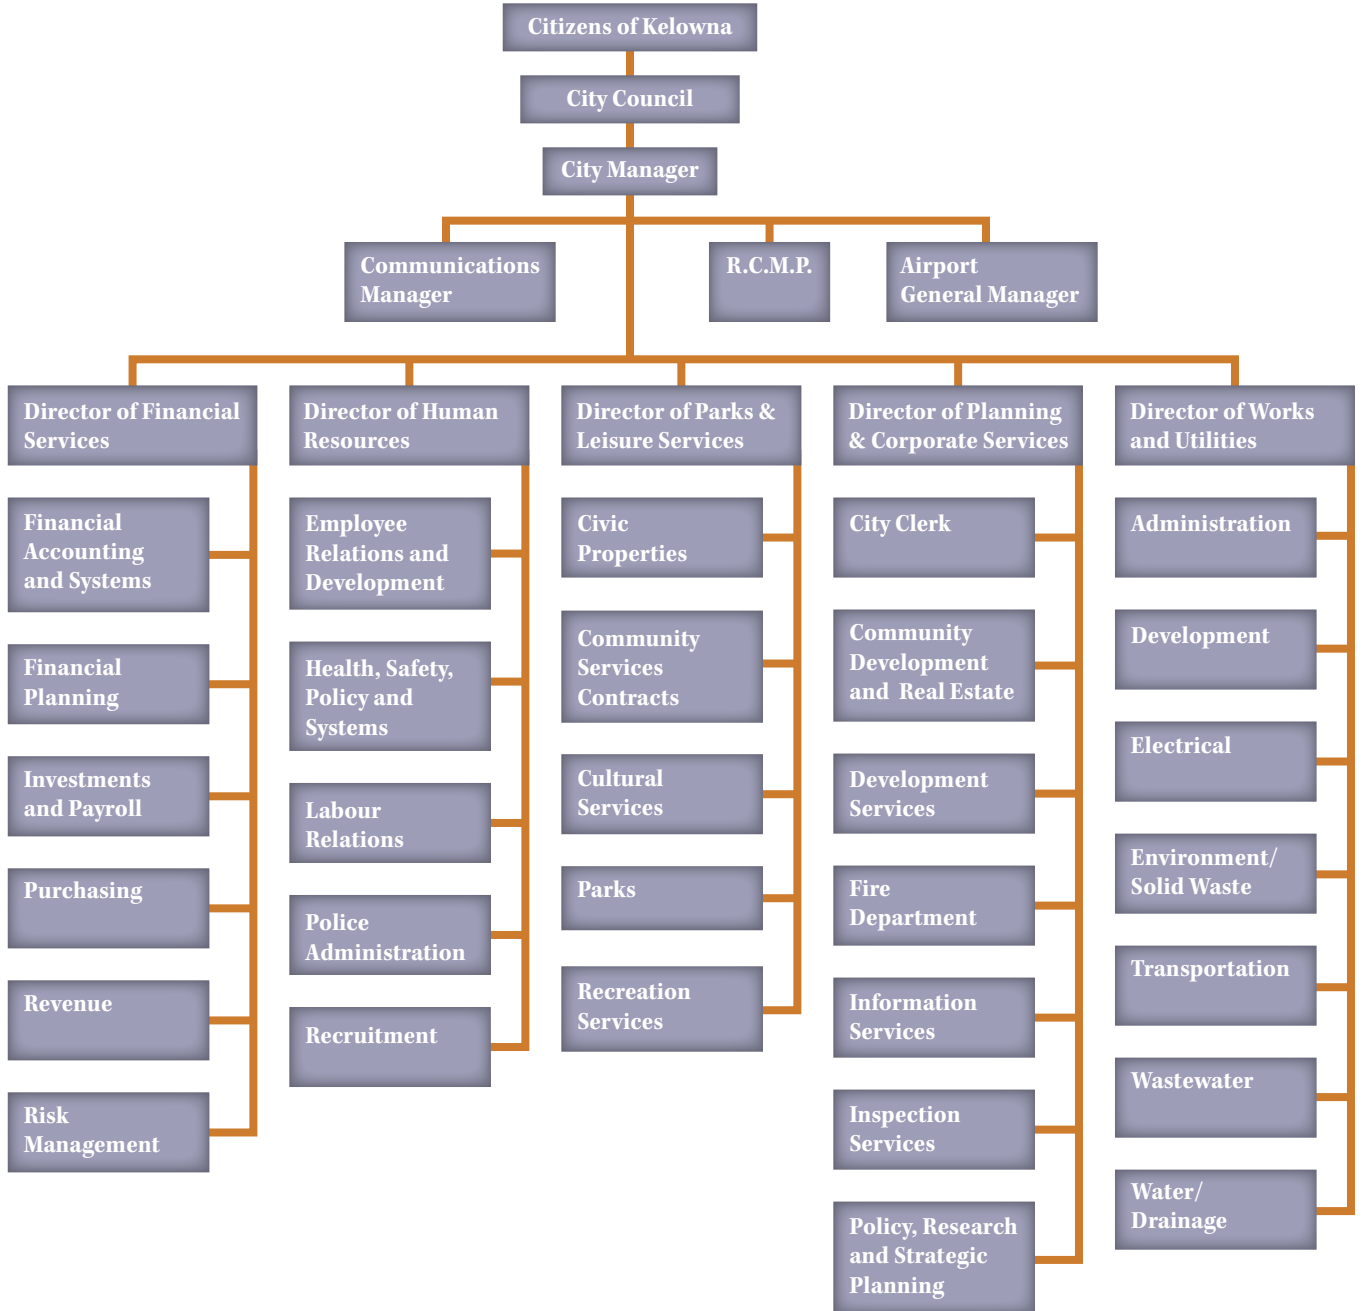 Citizens of Kelowna
City Council
City Manager
Communications
Manager
R.C.M.P.
Airport
General Manager
Director of Financial
Services
Financial
Accounting
and Systems
Financial
Planning
Investments
and Payroll
Purchasing
Revenue
Risk
Management
Director of Human
Resources
Employee
Relations and
Development
Health, Safety,
Policy and
Systems
Labour
Relations
Police
Administration
Recruitment
Director of Parks &
Leisure Services
Civic
Properties
Community
Services
Contracts
Cultural
Services
Parks
Recreation
Services
Director of Planning
& Corporate Services
City Clerk
Community
Development
and Real Estate
Development
Services
Fire
Department
Information
Services
Inspection
Services
Policy, Research
and Strategic
Planning
Director of Works
and Utilities
Administration
Development
Electrical
Environment/
Solid Waste
Transportation
Wastewater
Water/
Drainage